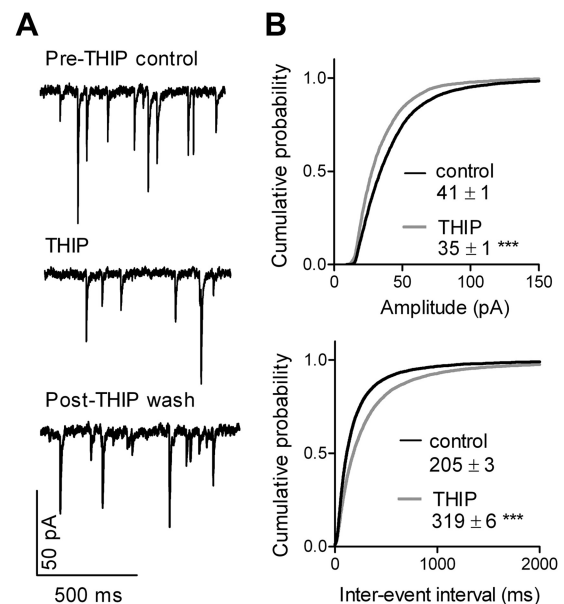 A
Pre-THIP control
THIP
Post-THIP wash
50 pA
500 ms
B
Cumulative probability
1.0
0.5
0.0
control
41 ± 1
THIP
35 ± 1 ***
0
50
100
150
Amplitude (pA)
Cumulative probability
1.0
0.5
0.0
control
205 ± 3
THIP
319 ± 6 ***
0
1000
2000
Inter-event interval (ms)